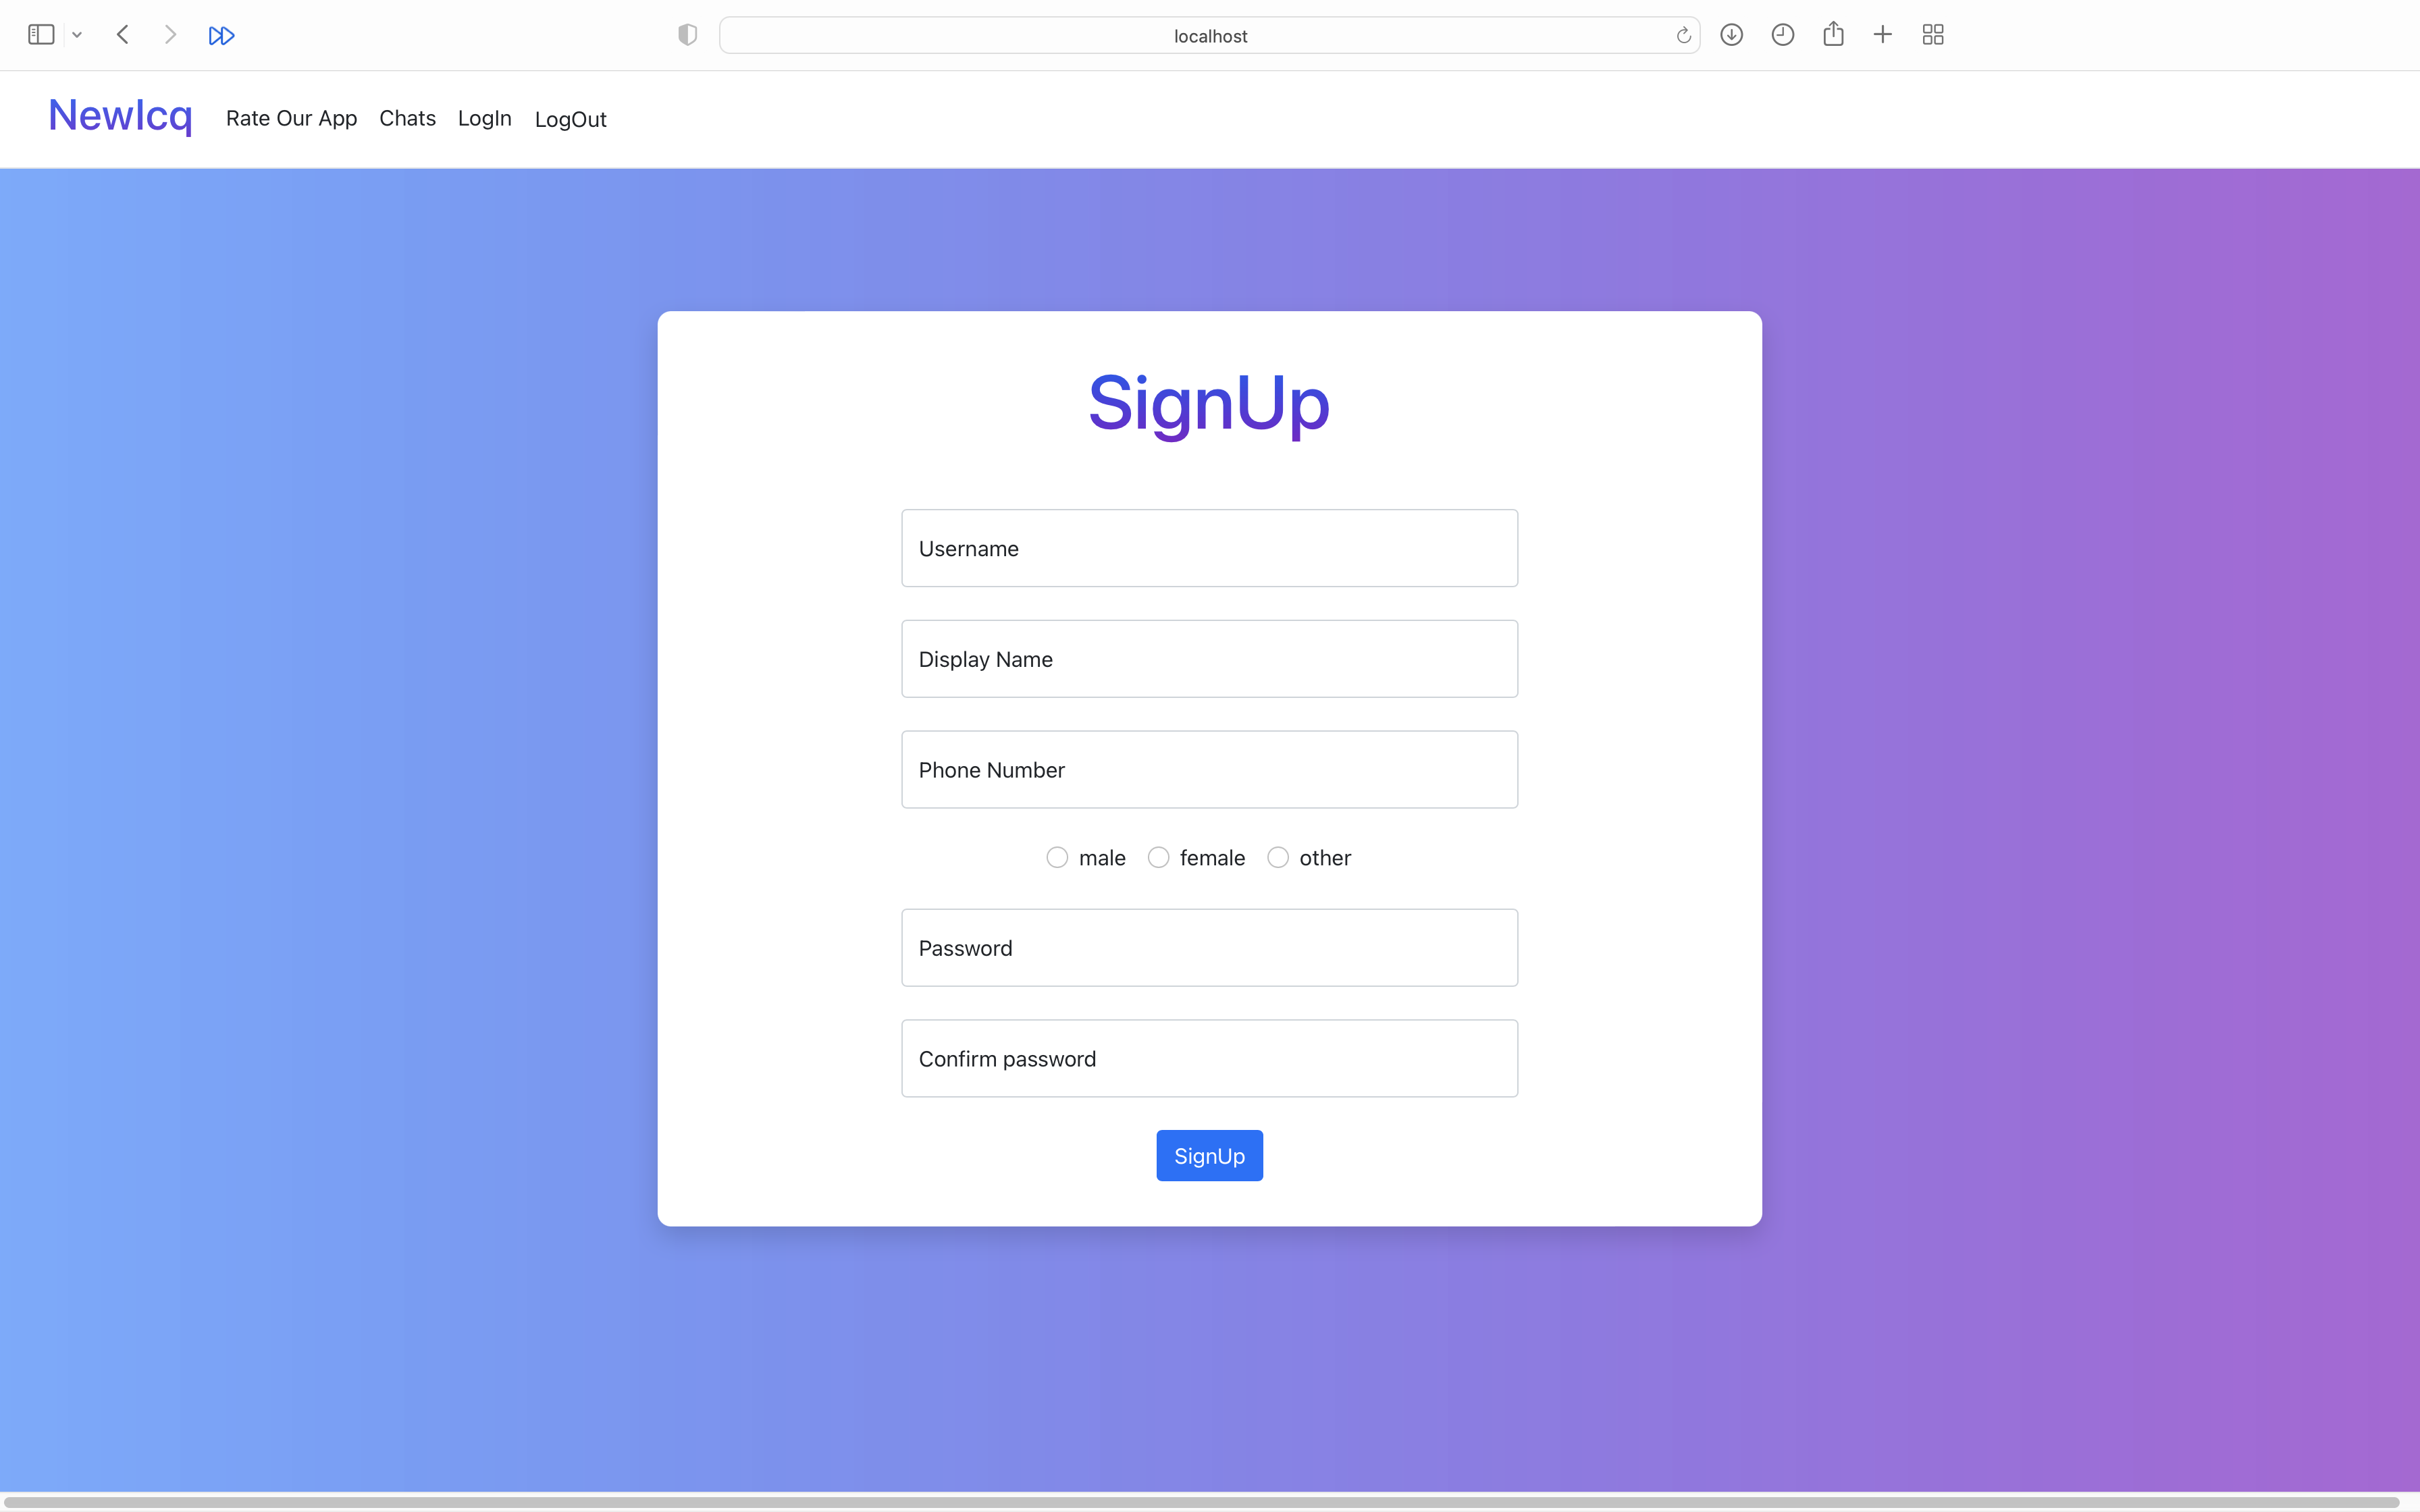 localhost
NewIcq Rate Our App Chats LogIn LogOut
SignUp
Username
Display Name
Phone Number
male female other
Password
Confirm password
SignUp